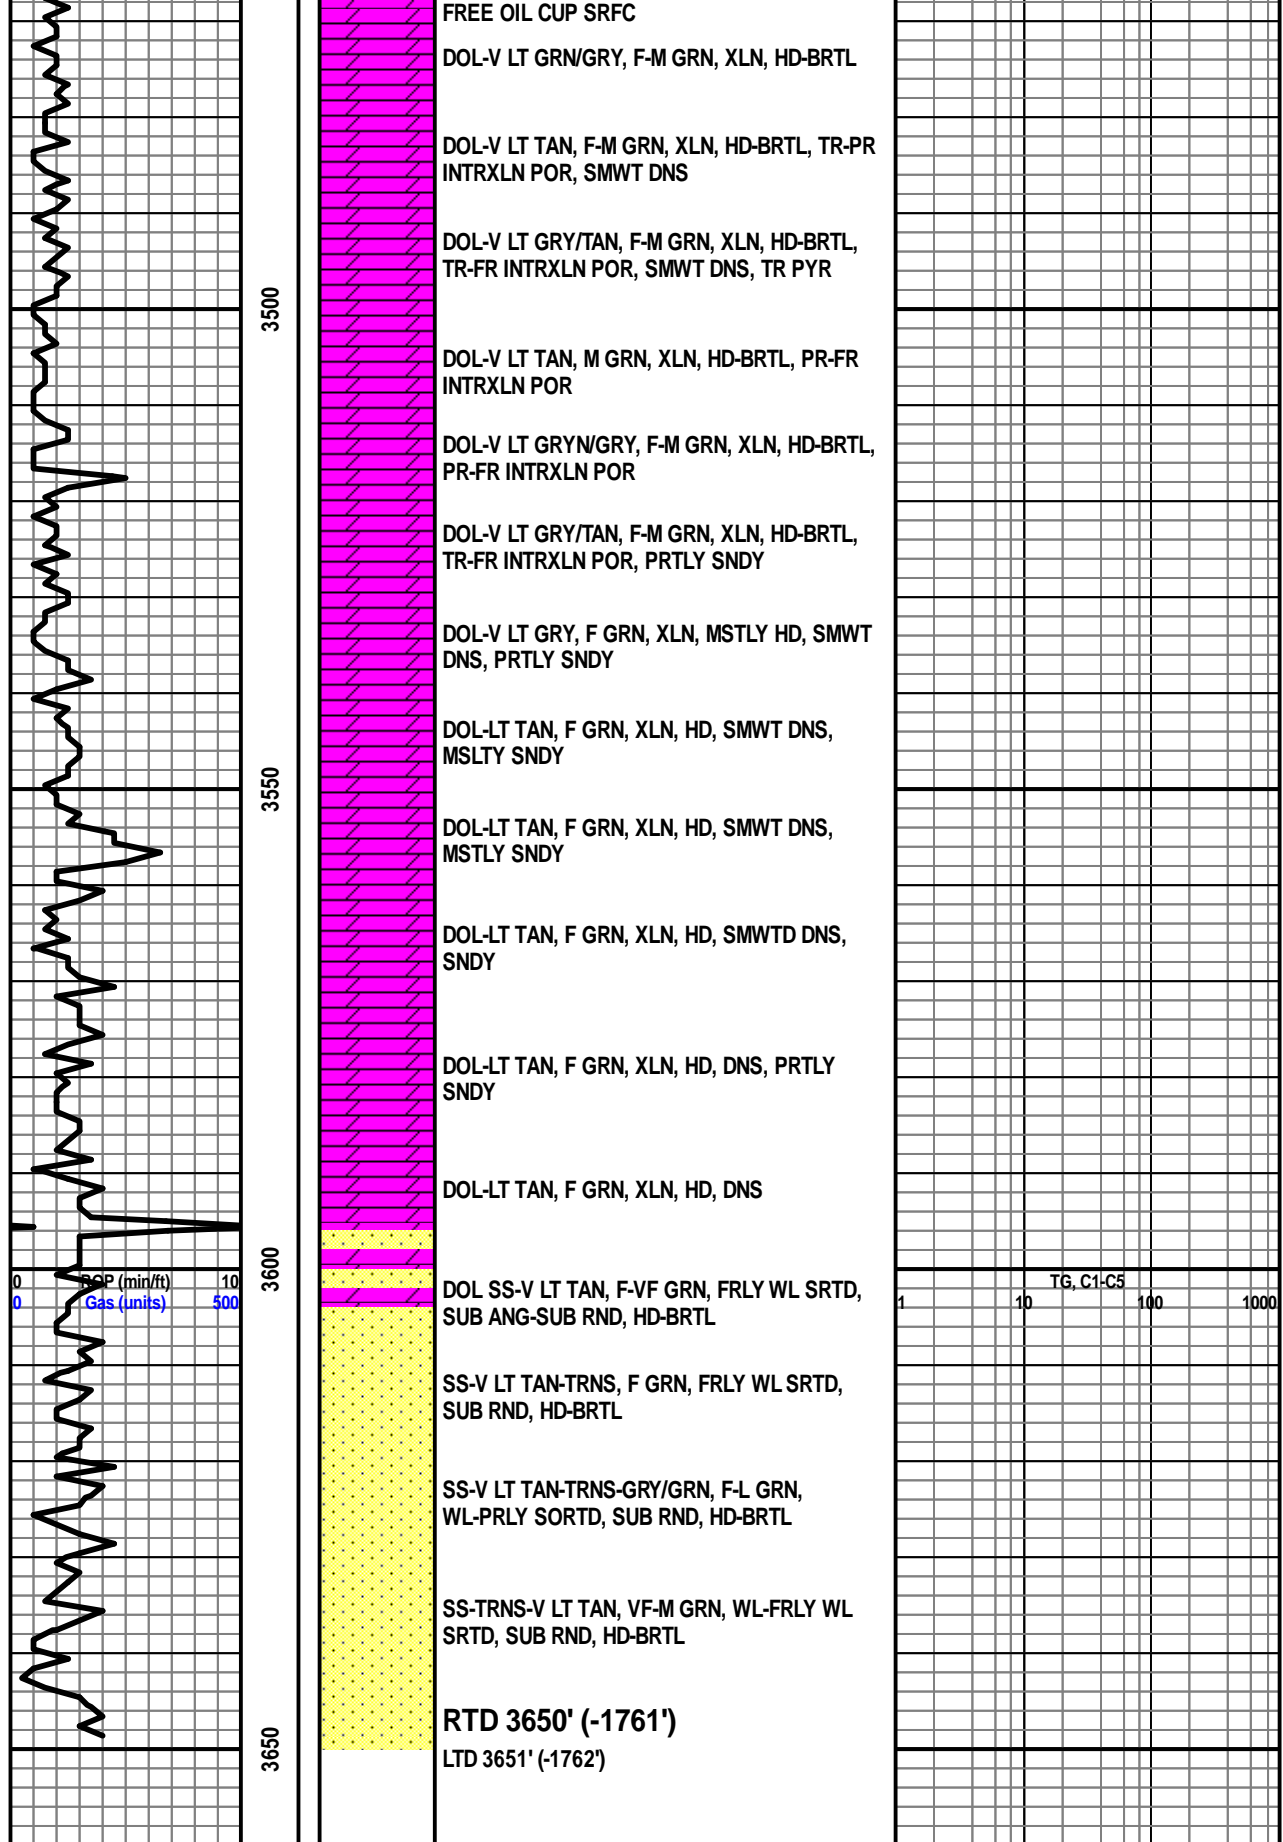 FREE OIL CUP SRFC
DOL-V LT GRN/GRY, F-M GRN, XLN, HD-BRTL
DOL-V LT TAN, F-M GRN, XLN, HD-BRTL, TR-PR
INTRXLN POR, SMWT DNS
DOL-V LT GRY/TAN, F-M GRN, XLN, HD-BRTL,
TR-FR INTRXLN POR, SMWT DNS, TR PYR
3500
DOL-V LT TAN, M GRN, XLN, HD-BRTL, PR-FR
INTRXLN POR
DOL-V LT GRYN/GRY, F-M GRN, XLN, HD-BRTL,
PR-FR INTRXLN POR
DOL-V LT GRY/TAN, F-M GRN, XLN, HD-BRTL,
TR-FR INTRXLN POR, PRTLY SNDY
DOL-V LT GRY, F GRN, XLN, MSTLY HD, SMWT
DNS, PRTLY SNDY
DOL-LT TAN, F GRN, XLN, HD, SMWT DNS,
MSLTY SNDY
3550
DOL-LT TAN, F GRN, XLN, HD, SMWT DNS,
MSTLY SNDY
DOL-LT TAN, F GRN, XLN, HD, SMWTD DNS,
SNDY
DOL-LT TAN, F GRN, XLN, HD, DNS, PRTLY
SNDY
DOL-LT TAN, F GRN, XLN, HD, DNS
3600
0 ROP (min/ft) 10
0 Gas (units) 500
TG, C1-C5
1 10 100 1000
DOL SS-V LT TAN, F-VF GRN, FRLY WL SRTD,
SUB ANG-SUB RND, HD-BRTL
SS-V LT TAN-TRNS, F GRN, FRLY WL SRTD,
SUB RND, HD-BRTL
SS-V LT TAN-TRNS-GRY/GRN, F-L GRN,
WL-PRLY SORTD, SUB RND, HD-BRTL
SS-TRNS-V LT TAN, VF-M GRN, WL-FRLY WL
SRTD, SUB RND, HD-BRTL
RTD 3650' (-1761')
3650
LTD 3651' (-1762')